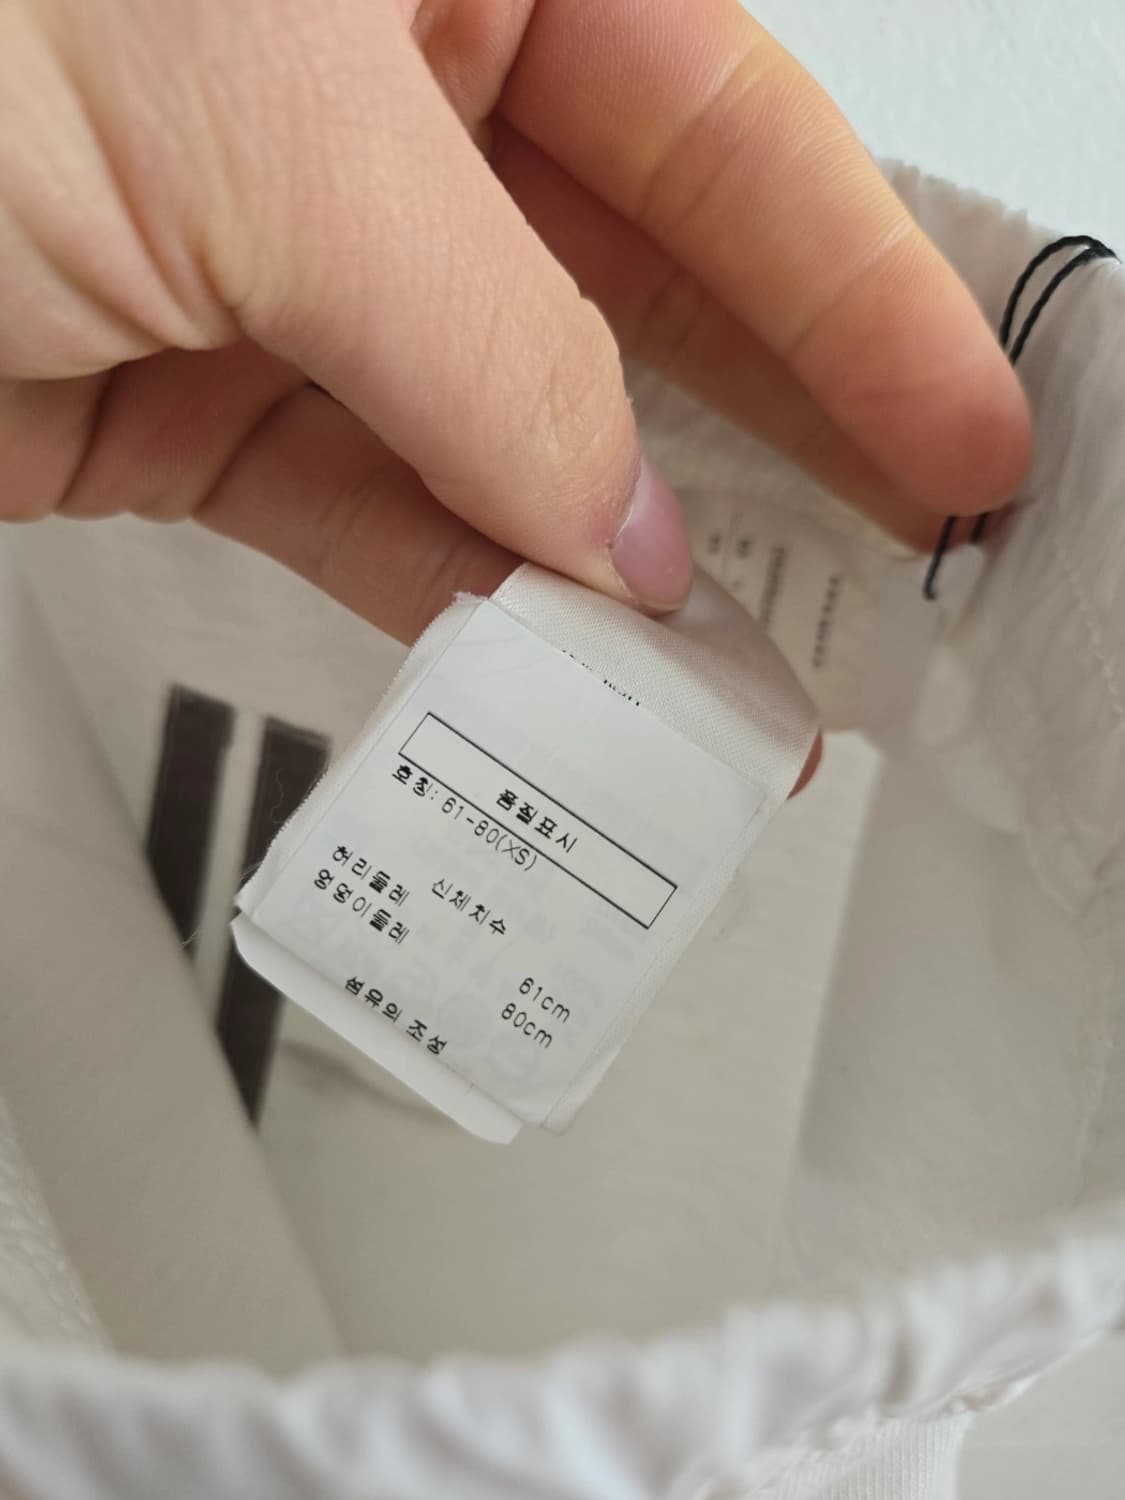 품질표시
호칭: 61-80(XS)
신체치수
허리둘레 61cm
엉덩이둘레 80cm
섬유의 조성